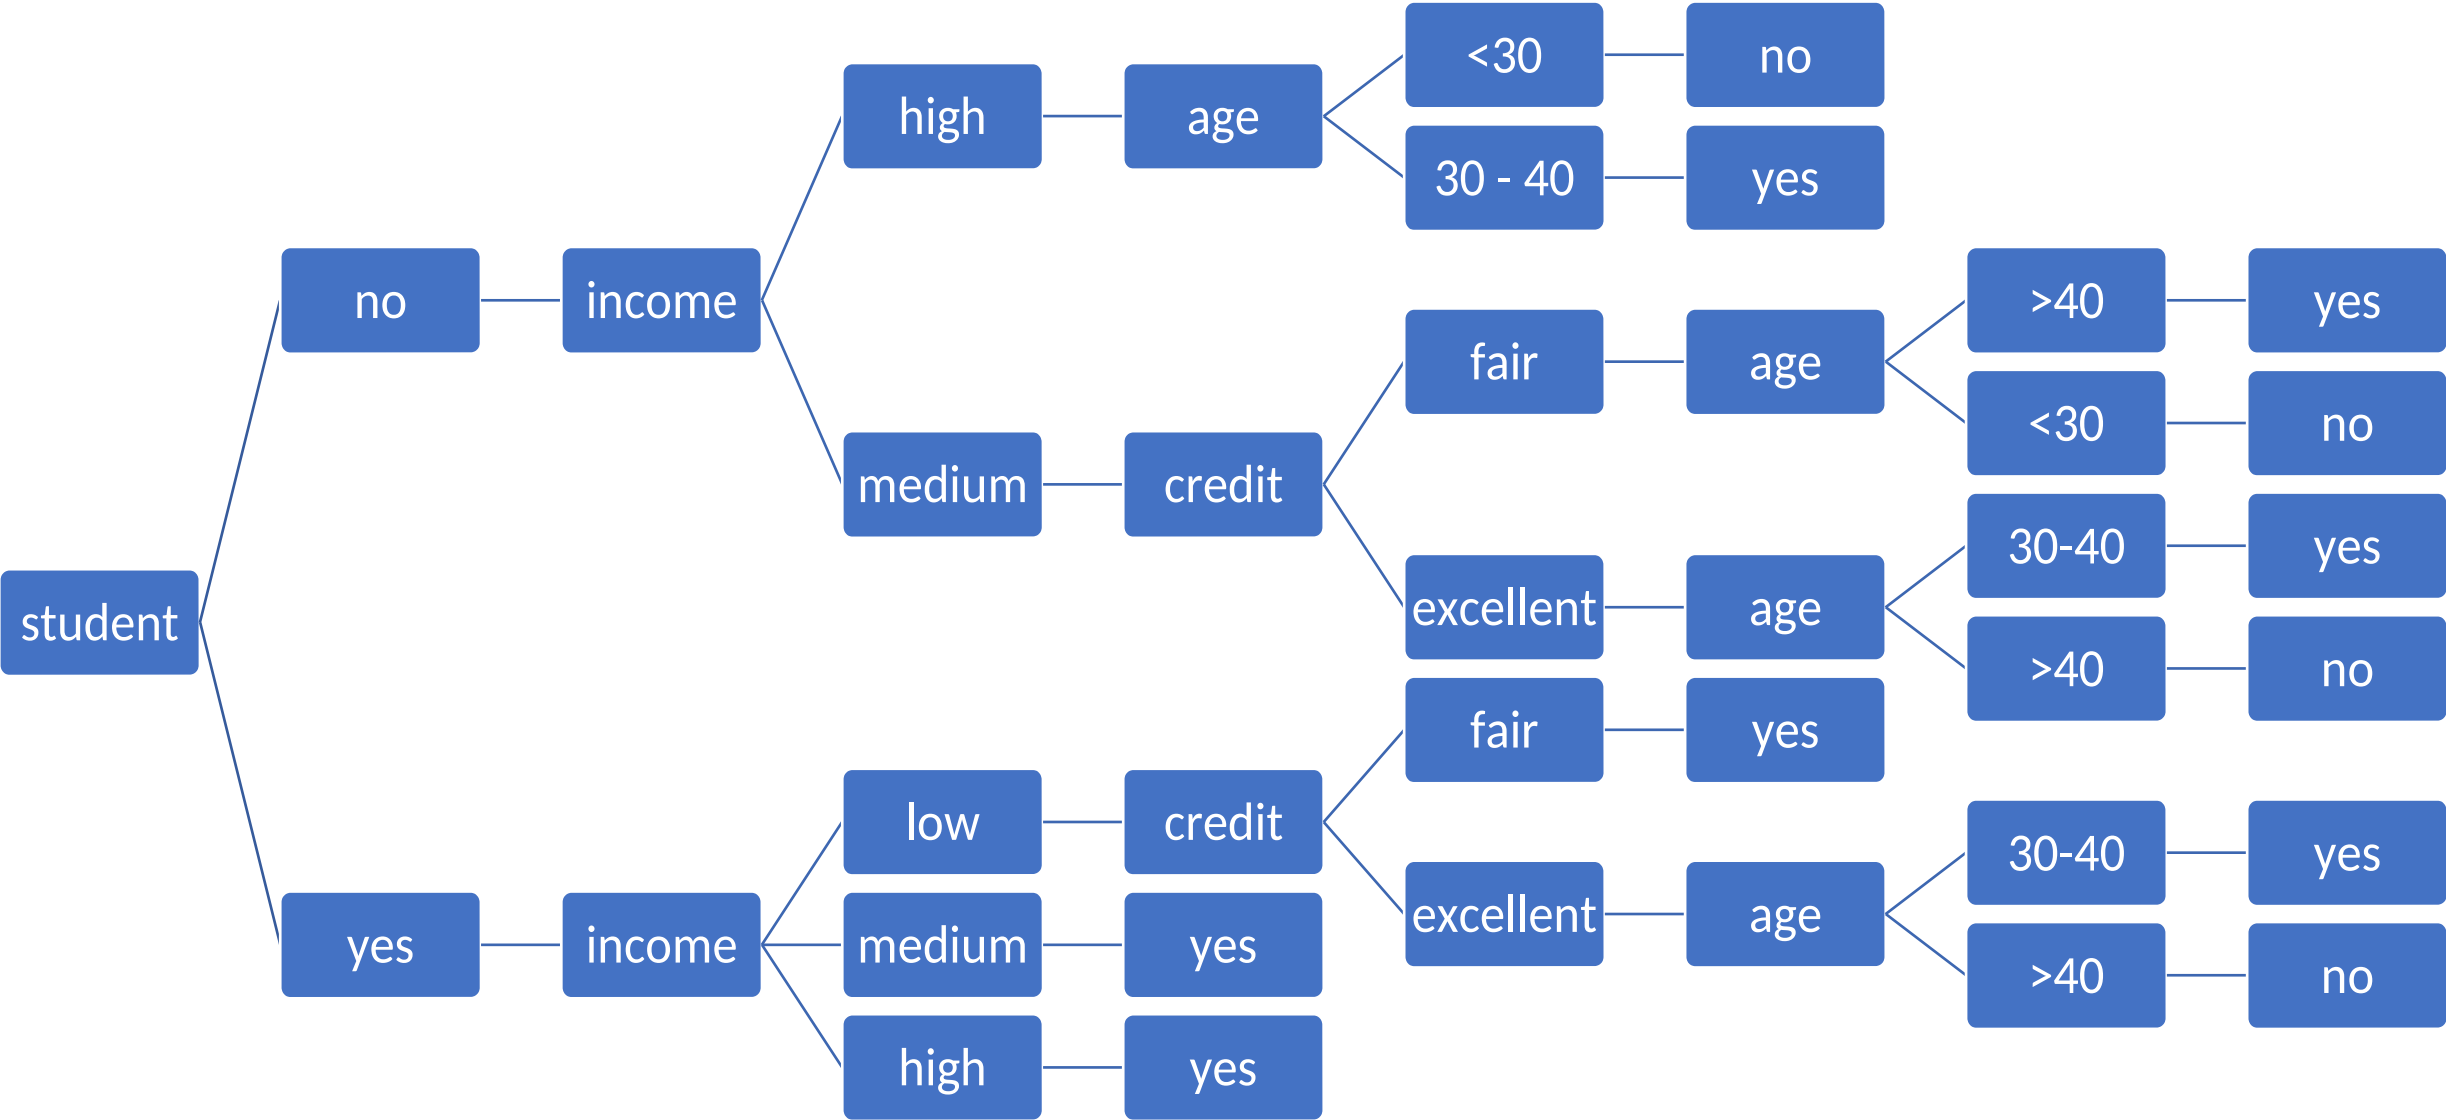 <30
no
high
age
30 - 40
yes
no
income
>40
yes
fair
age
<30
no
medium
credit
30-40
yes
excellent
age
>40
no
student
fair
yes
low
credit
30-40
yes
excellent
age
yes
income
medium
yes
>40
no
high
yes